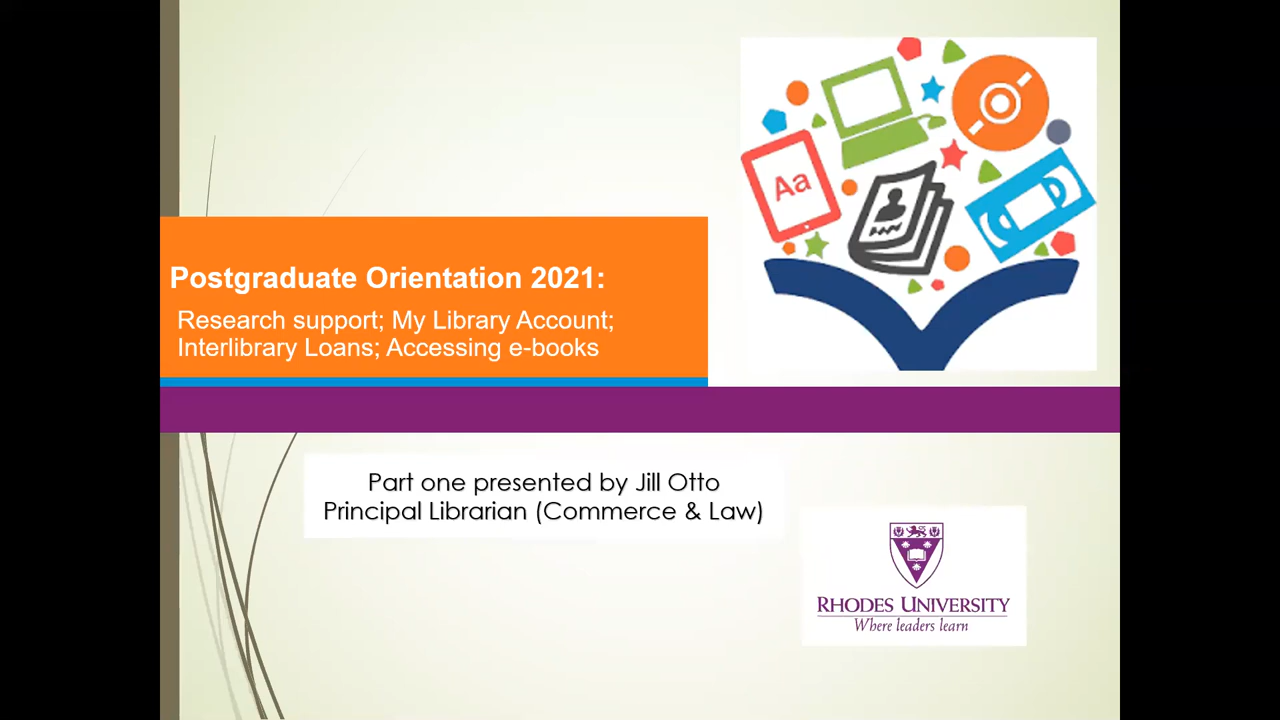 Aa
Postgraduate Orientation 2021:
Research support; My Library Account;
Interlibrary Loans; Accessing e-books
Part one presented by Jill Otto
Principal Librarian (Commerce & Law)
RHODES UNIVERSITY
Where leaders learn